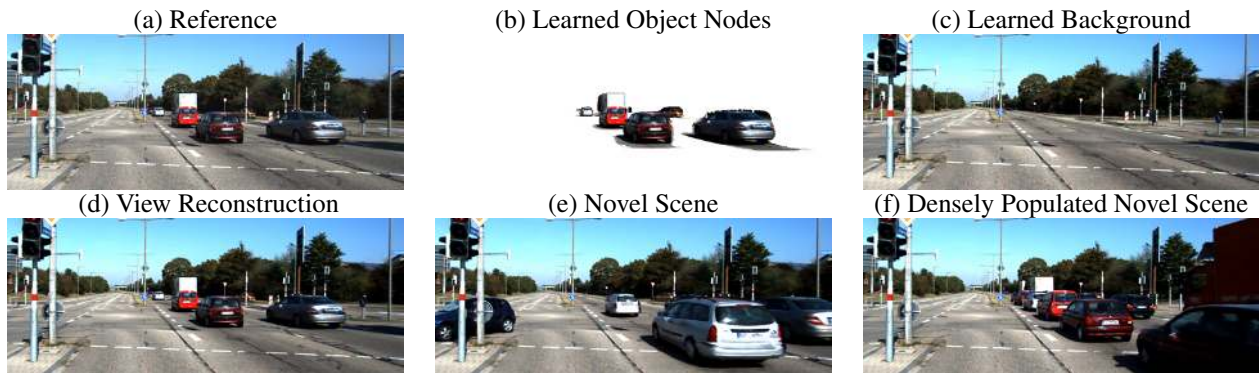 (a) Reference
(b) Learned Object Nodes
(c) Learned Background
(d) View Reconstruction
(e) Novel Scene
(f) Densely Populated Novel Scene